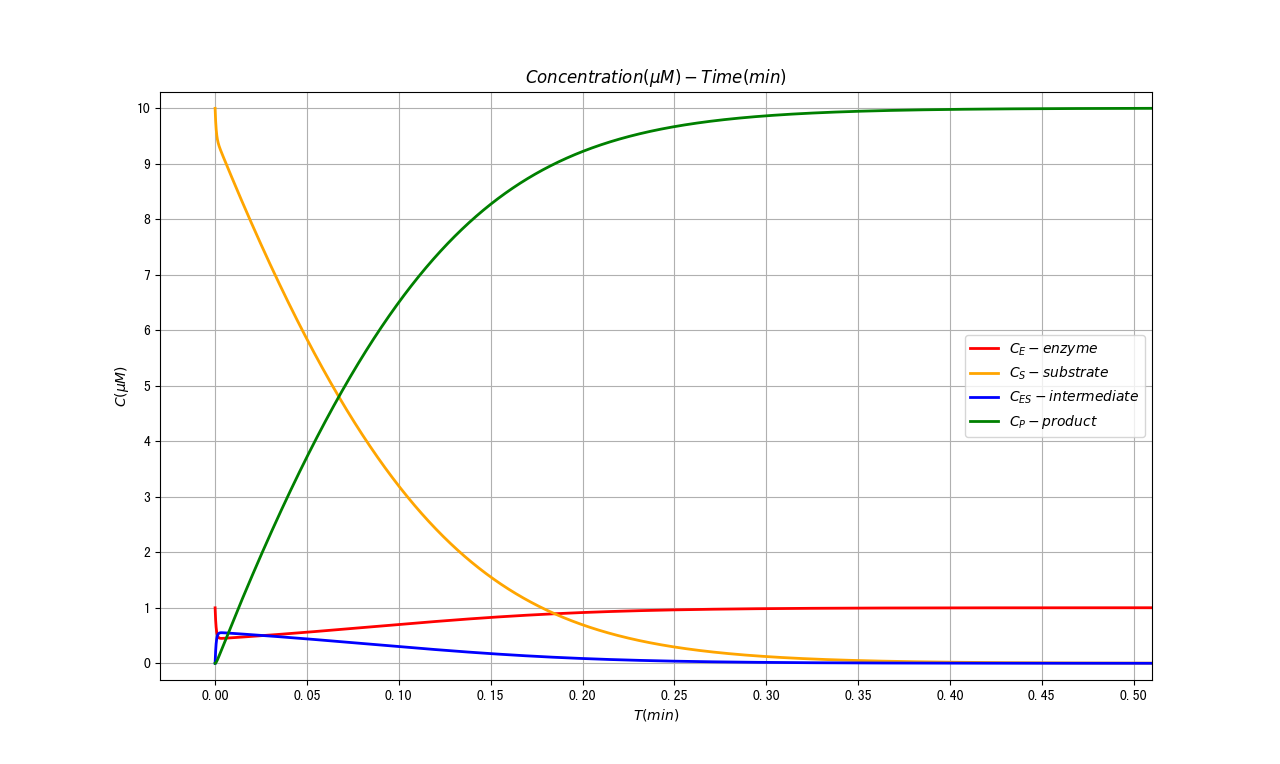 Concentration(μM) − Time(min)
10
9
8
7
6
5
4
3
2
1
0
C(μM)
C_E − enzyme
C_S − substrate
C_ES − intermediate
C_P − product
0.00 0.05 0.10 0.15 0.20 0.25 0.30 0.35 0.40 0.45 0.50
T(min)